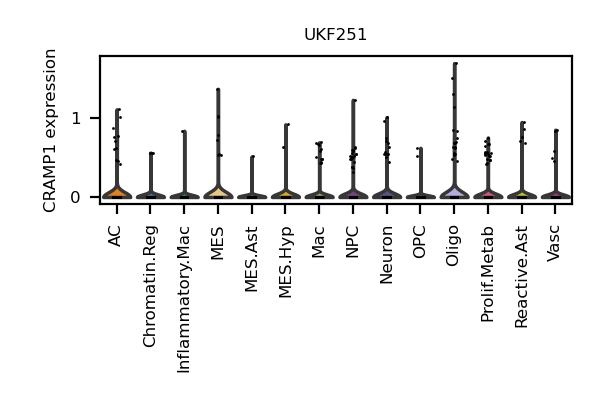 UKF251
CRAMP1 expression
1
0
AC
Chromatin.Reg
Inflammatory.Mac
MES
MES.Ast
MES.Hyp
Mac
NPC
Neuron
OPC
Oligo
Prolif.Metab
Reactive.Ast
Vasc